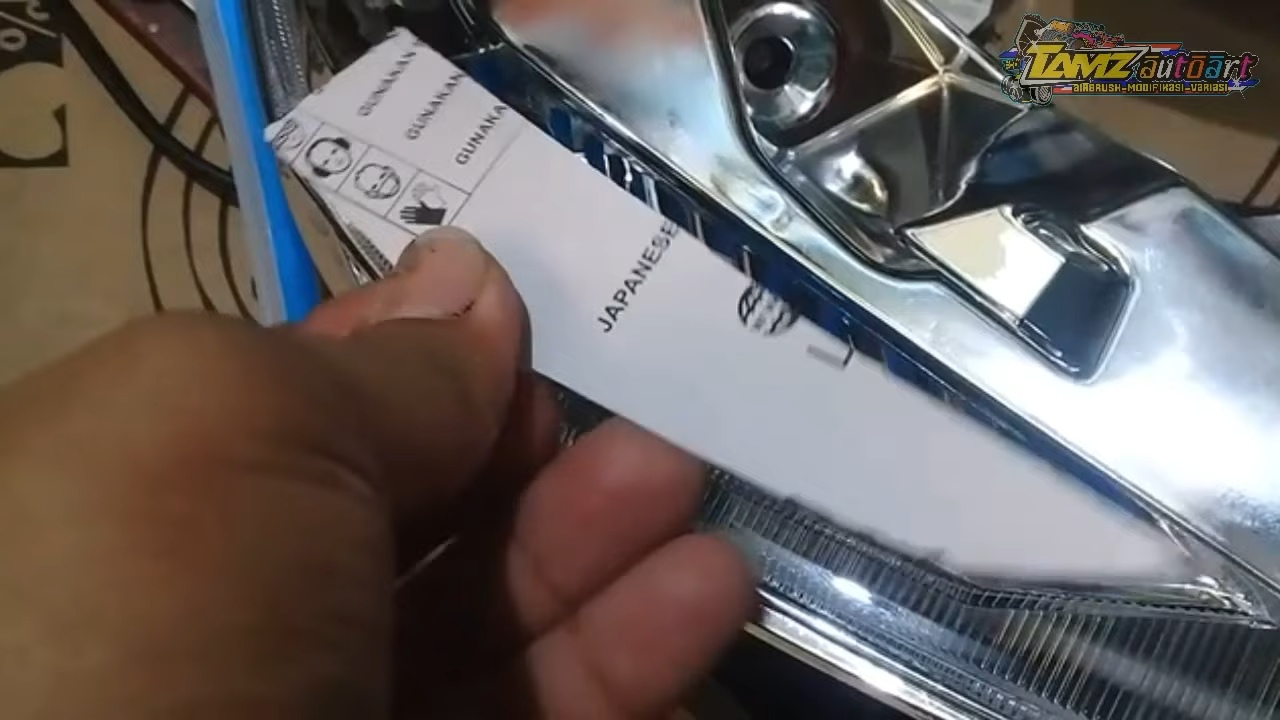 TAMZ autoart
AIRBRUSH-MODIFIKASI-VARIASI
GUNAKAN
GUNAKAN
GUNAKA
JAPANESE
C%